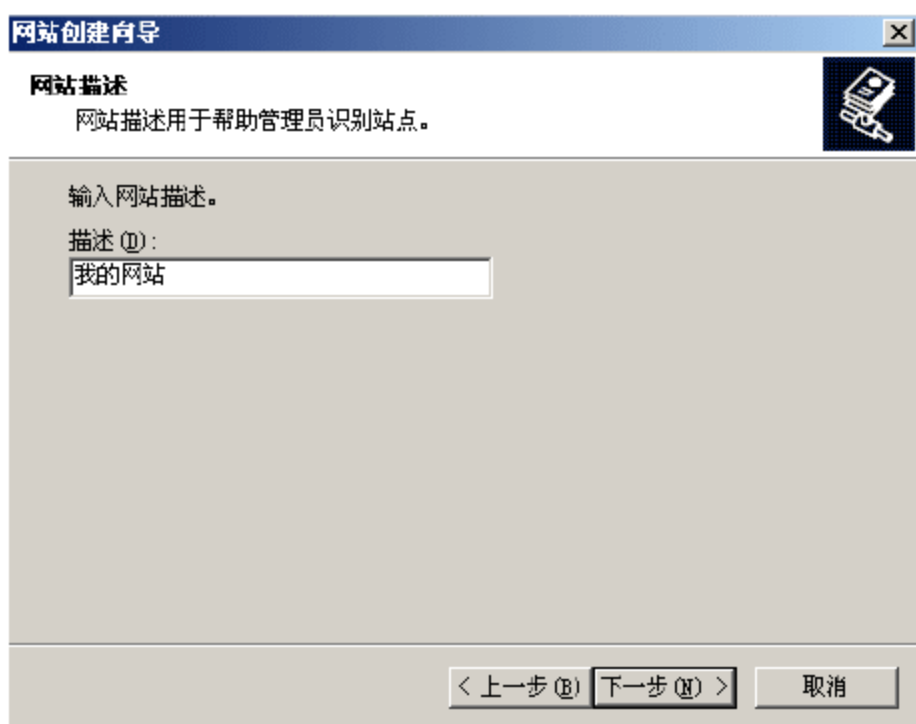 网站创建向导
网站描述
网站描述用于帮助管理员识别站点。
输入网站描述。
描述(D):
我的网站
< 上一步(B) 下一步(N) > 取消